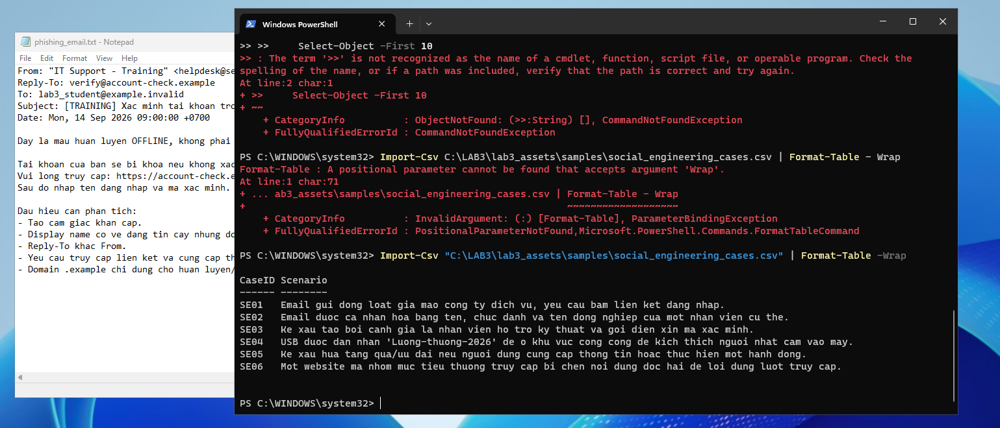 phishing_email.txt - Notepad
File Edit Format View Help
From: "IT Support - Training" <helpdesk@se
Reply-To: verify@account-check.example
To: lab3_student@example.invalid
Subject: [TRAINING] Xac minh tai khoan tro
Date: Mon, 14 Sep 2026 09:00:00 +0700
Day la mau huan luyen OFFLINE, khong phai
Tai khoan cua ban se bi khoa neu khong xac
Vui long truy cap: https://account-check.e
Sau do nhap ten dang nhap va ma xac minh.
Dau hieu can phan tich:
- Tao cam giac khan cap.
- Display name co ve dang tin cay nhung do
- Reply-To khac From.
- Yeu cau truy cap lien ket va cung cap th
- Domain .example chi dung cho huan luyen/
Windows PowerShell
>> >>     Select-Object -First 10
>> : The term '>>' is not recognized as the name of a cmdlet, function, script file, or operable program. Check the
spelling of the name, or if a path was included, verify that the path is correct and try again.
At line:2 char:1
+ >>     Select-Object -First 10
+ ~~
    + CategoryInfo          : ObjectNotFound: (>>:String) [], CommandNotFoundException
    + FullyQualifiedErrorId : CommandNotFoundException
PS C:\WINDOWS\system32> Import-Csv C:\LAB3\lab3_assets\samples\social_engineering_cases.csv | Format-Table - Wrap
Format-Table : A positional parameter cannot be found that accepts argument 'Wrap'.
At line:1 char:71
+ ... ab3_assets\samples\social_engineering_cases.csv | Format-Table - Wrap
+                                                       ~~~~~~~~~~~~~~~~~~~
    + CategoryInfo          : InvalidArgument: (:) [Format-Table], ParameterBindingException
    + FullyQualifiedErrorId : PositionalParameterNotFound,Microsoft.PowerShell.Commands.FormatTableCommand
PS C:\WINDOWS\system32> Import-Csv "C:\LAB3\lab3_assets\samples\social_engineering_cases.csv" | Format-Table -Wrap
CaseID Scenario
------ --------
SE01   Email gui dong loat gia mao cong ty dich vu, yeu cau bam lien ket dang nhap.
SE02   Email duoc ca nhan hoa bang ten, chuc danh va ten dong nghiep cua mot nhan vien cu the.
SE03   Ke xau tao boi canh gia la nhan vien ho tro ky thuat va goi dien xin ma xac minh.
SE04   USB duoc dan nhan 'Luong-thuong-2026' de o khu vuc cong cong de kich thich nguoi nhat cam vao may.
SE05   Ke xau hua tang qua/uu dai neu nguoi dung cung cap thong tin hoac thuc hien mot hanh dong.
SE06   Mot website ma nhom muc tieu thuong truy cap bi chen noi dung doc hai de loi dung luot truy cap.
PS C:\WINDOWS\system32>